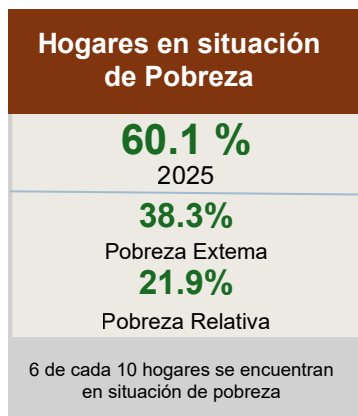 Hogares en situación
de Pobreza
60.1 %
2025
38.3%
Pobreza Extema
21.9%
Pobreza Relativa
6 de cada 10 hogares se encuentran
en situación de pobreza